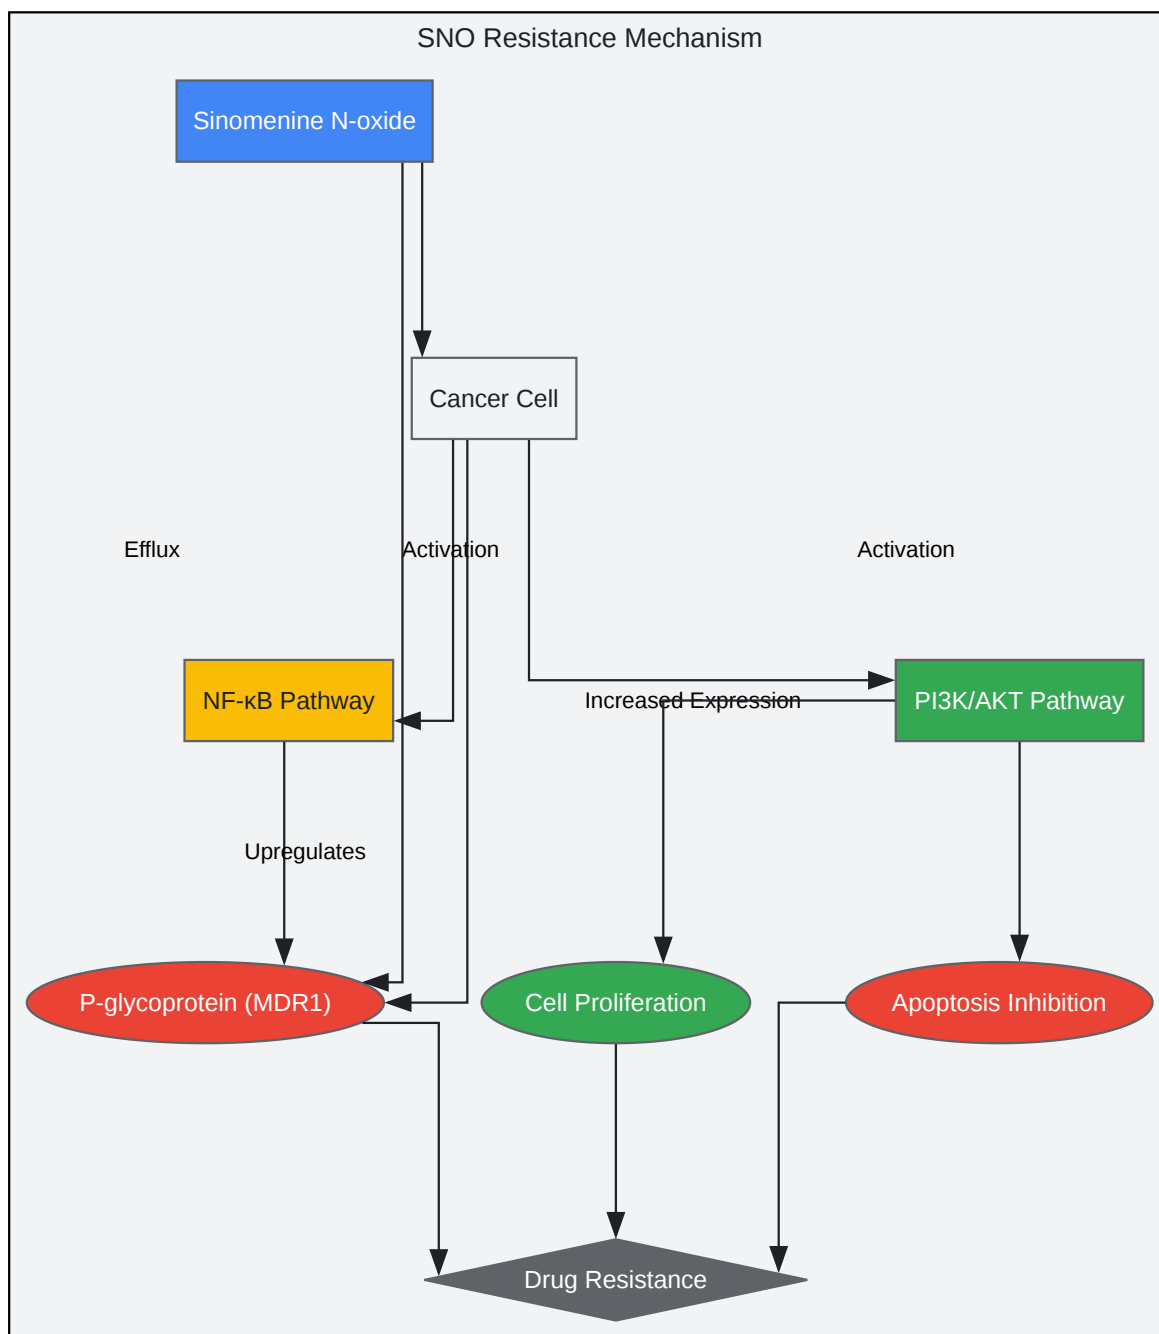 SNO Resistance Mechanism
Sinomenine N-oxide
Cancer Cell
Efflux
Activation
Activation
NF-κB Pathway
Increased Expression
PI3K/AKT Pathway
Upregulates
P-glycoprotein (MDR1)
Cell Proliferation
Apoptosis Inhibition
Drug Resistance